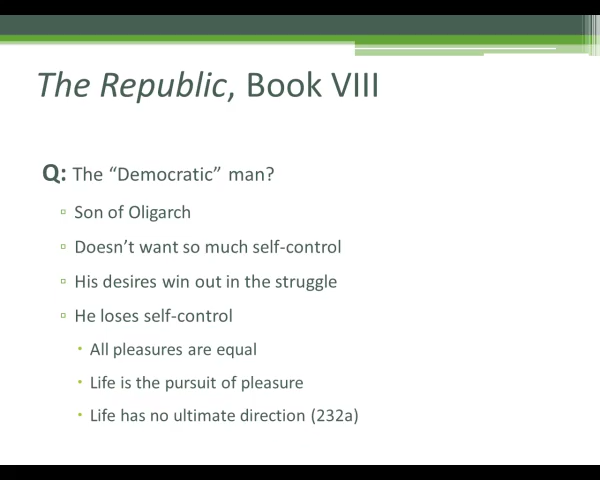 The Republic, Book VIII
Q: The “Democratic” man?
▫ Son of Oligarch
▫ Doesn’t want so much self-control
▫ His desires win out in the struggle
▫ He loses self-control
▪ All pleasures are equal
▪ Life is the pursuit of pleasure
▪ Life has no ultimate direction (232a)